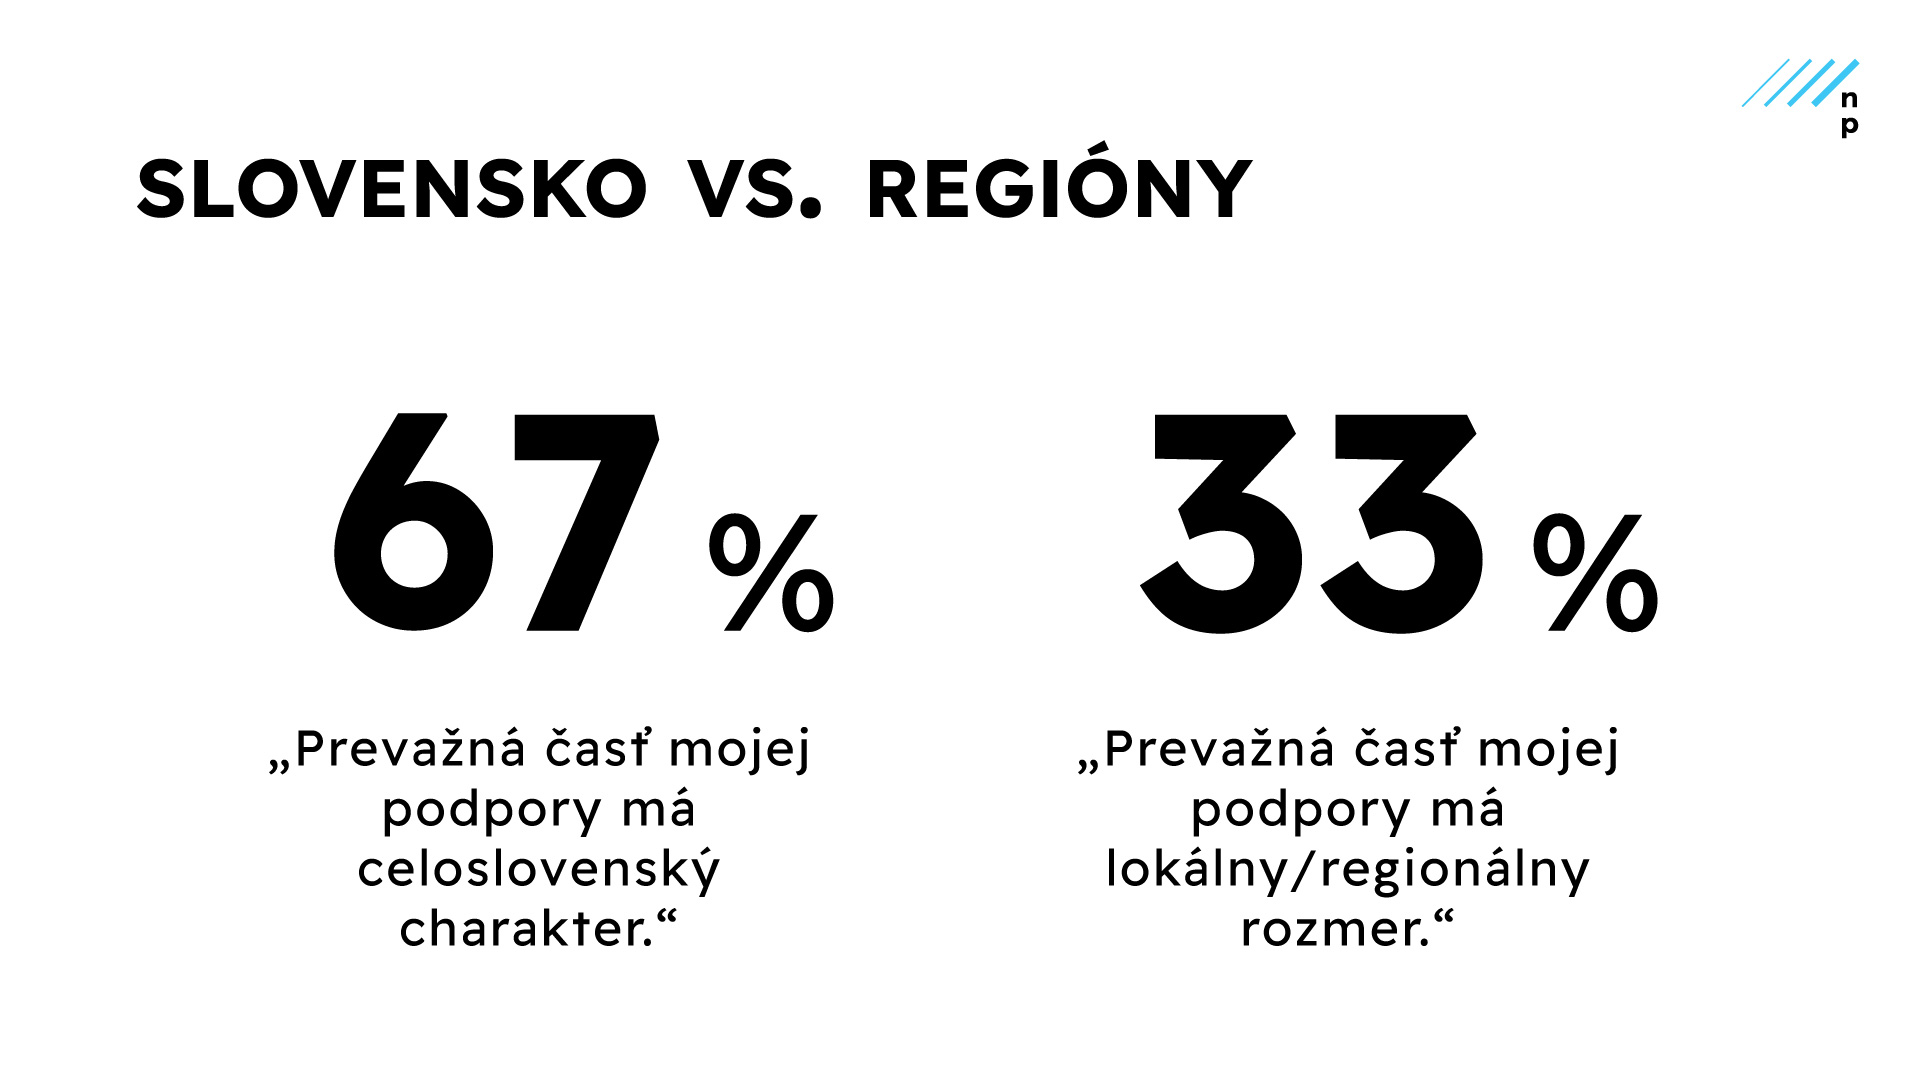 n
p
SLOVENSKO VS. REGIÓNY
67 %
„Prevažná časť mojej
podpory má
celoslovenský
charakter.“
33 %
„Prevažná časť mojej
podpory má
lokálny/regionálny
rozmer.“